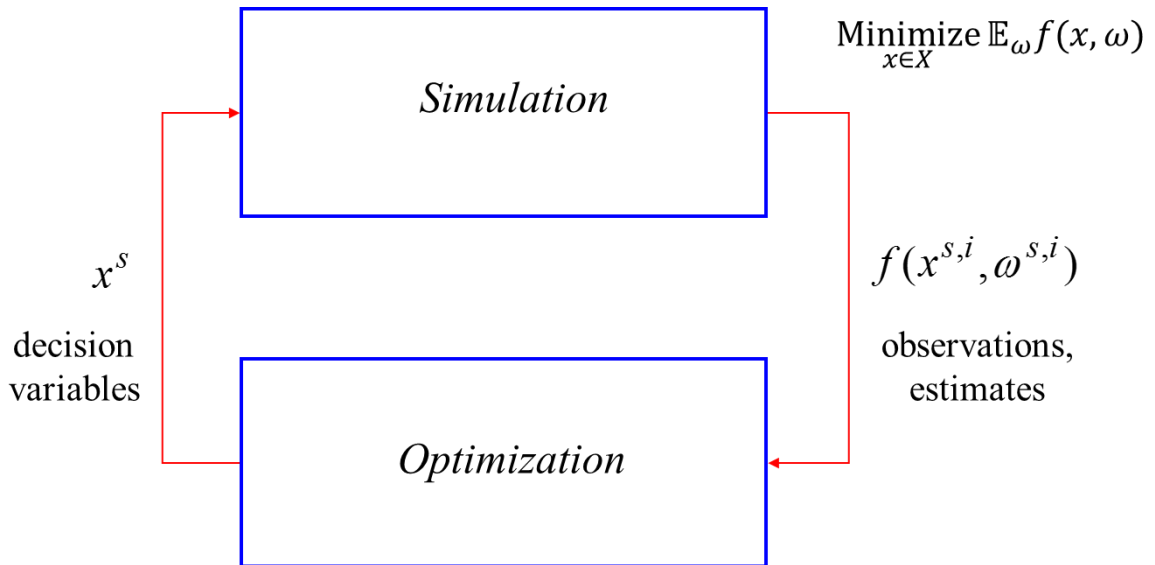 Minimize 𝔼_ω f(x, ω)
x∈X
Simulation
x^s
decision
variables
f(x^{s,i}, ω^{s,i})
observations,
estimates
Optimization